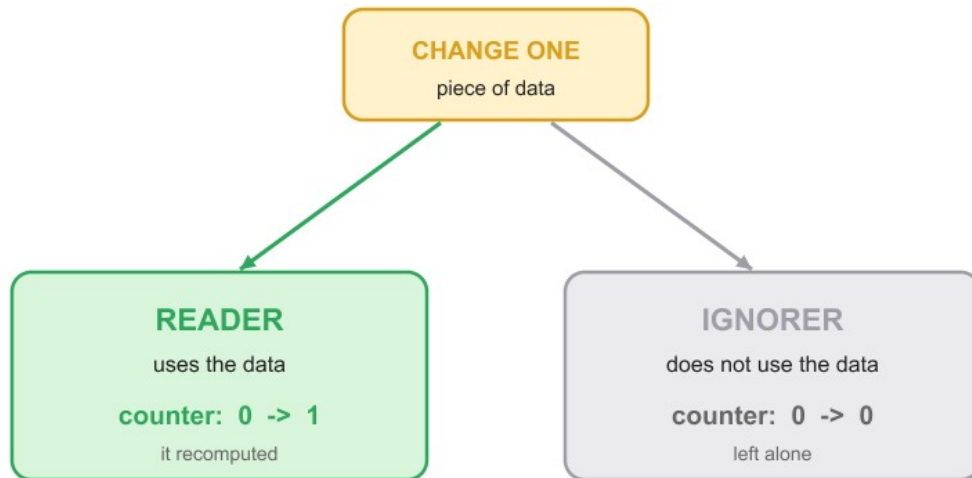 CHANGE ONE
piece of data
READER
uses the data
counter: 0 -> 1
it recomputed
IGNORER
does not use the data
counter: 0 -> 0
left alone